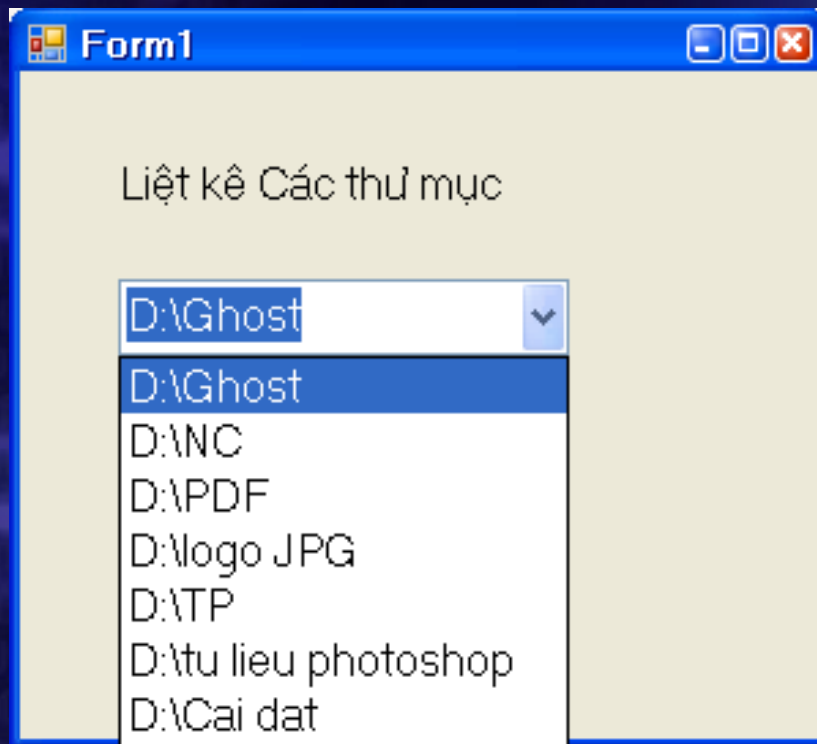 Form1
Liệt kê Các thư mục
D:\Ghost
D:\Ghost
D:\NC
D:\PDF
D:\logo JPG
D:\TP
D:\tu lieu photoshop
D:\Cai dat